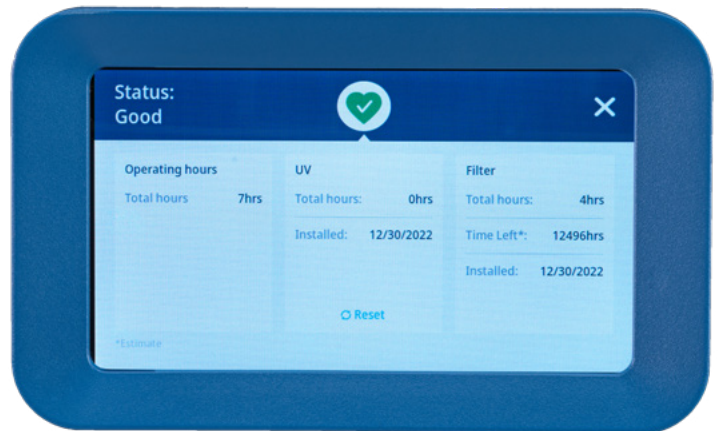 Status:
Good
Operating hours
Total hours 7hrs
UV
Total hours: 0hrs
Installed: 12/30/2022
Reset
Filter
Total hours: 4hrs
Time Left*: 12496hrs
Installed: 12/30/2022
*Estimate